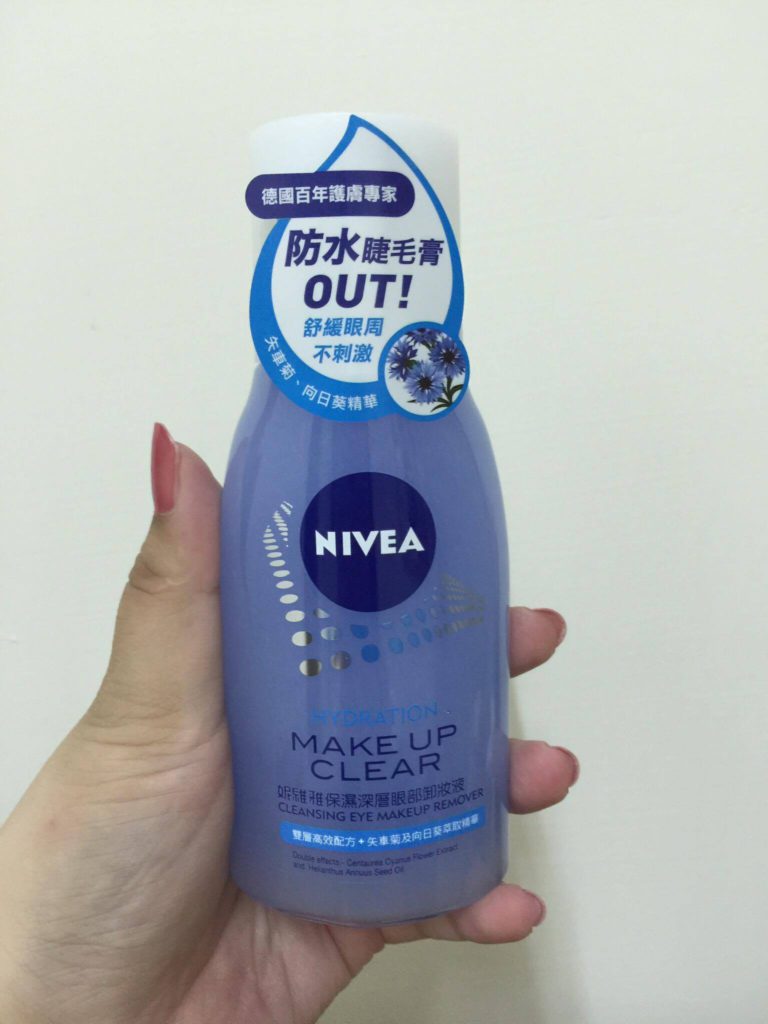 德國百年護膚專家
防水睫毛膏
OUT!
舒緩眼周
不刺激
矢車菊、向日葵精華
NIVEA
HYDRATION
MAKE UP
CLEAR
妮維雅保濕深層眼部卸妝液
CLEANSING EYE MAKEUP REMOVER
雙層高效配方+矢車菊及向日葵萃取精華
Double effects - Centaurea Cyanus Flower Extract
and Helianthus Annuus Seed Oil